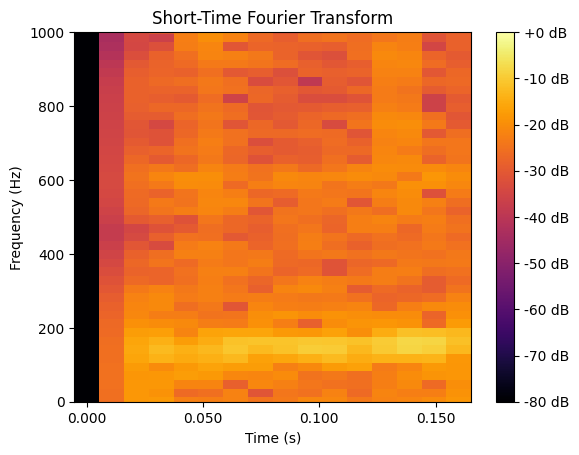 Short-Time Fourier Transform
1000
800
600
400
200
0
Frequency (Hz)
0.000
0.050
0.100
0.150
Time (s)
+0 dB
-10 dB
-20 dB
-30 dB
-40 dB
-50 dB
-60 dB
-70 dB
-80 dB